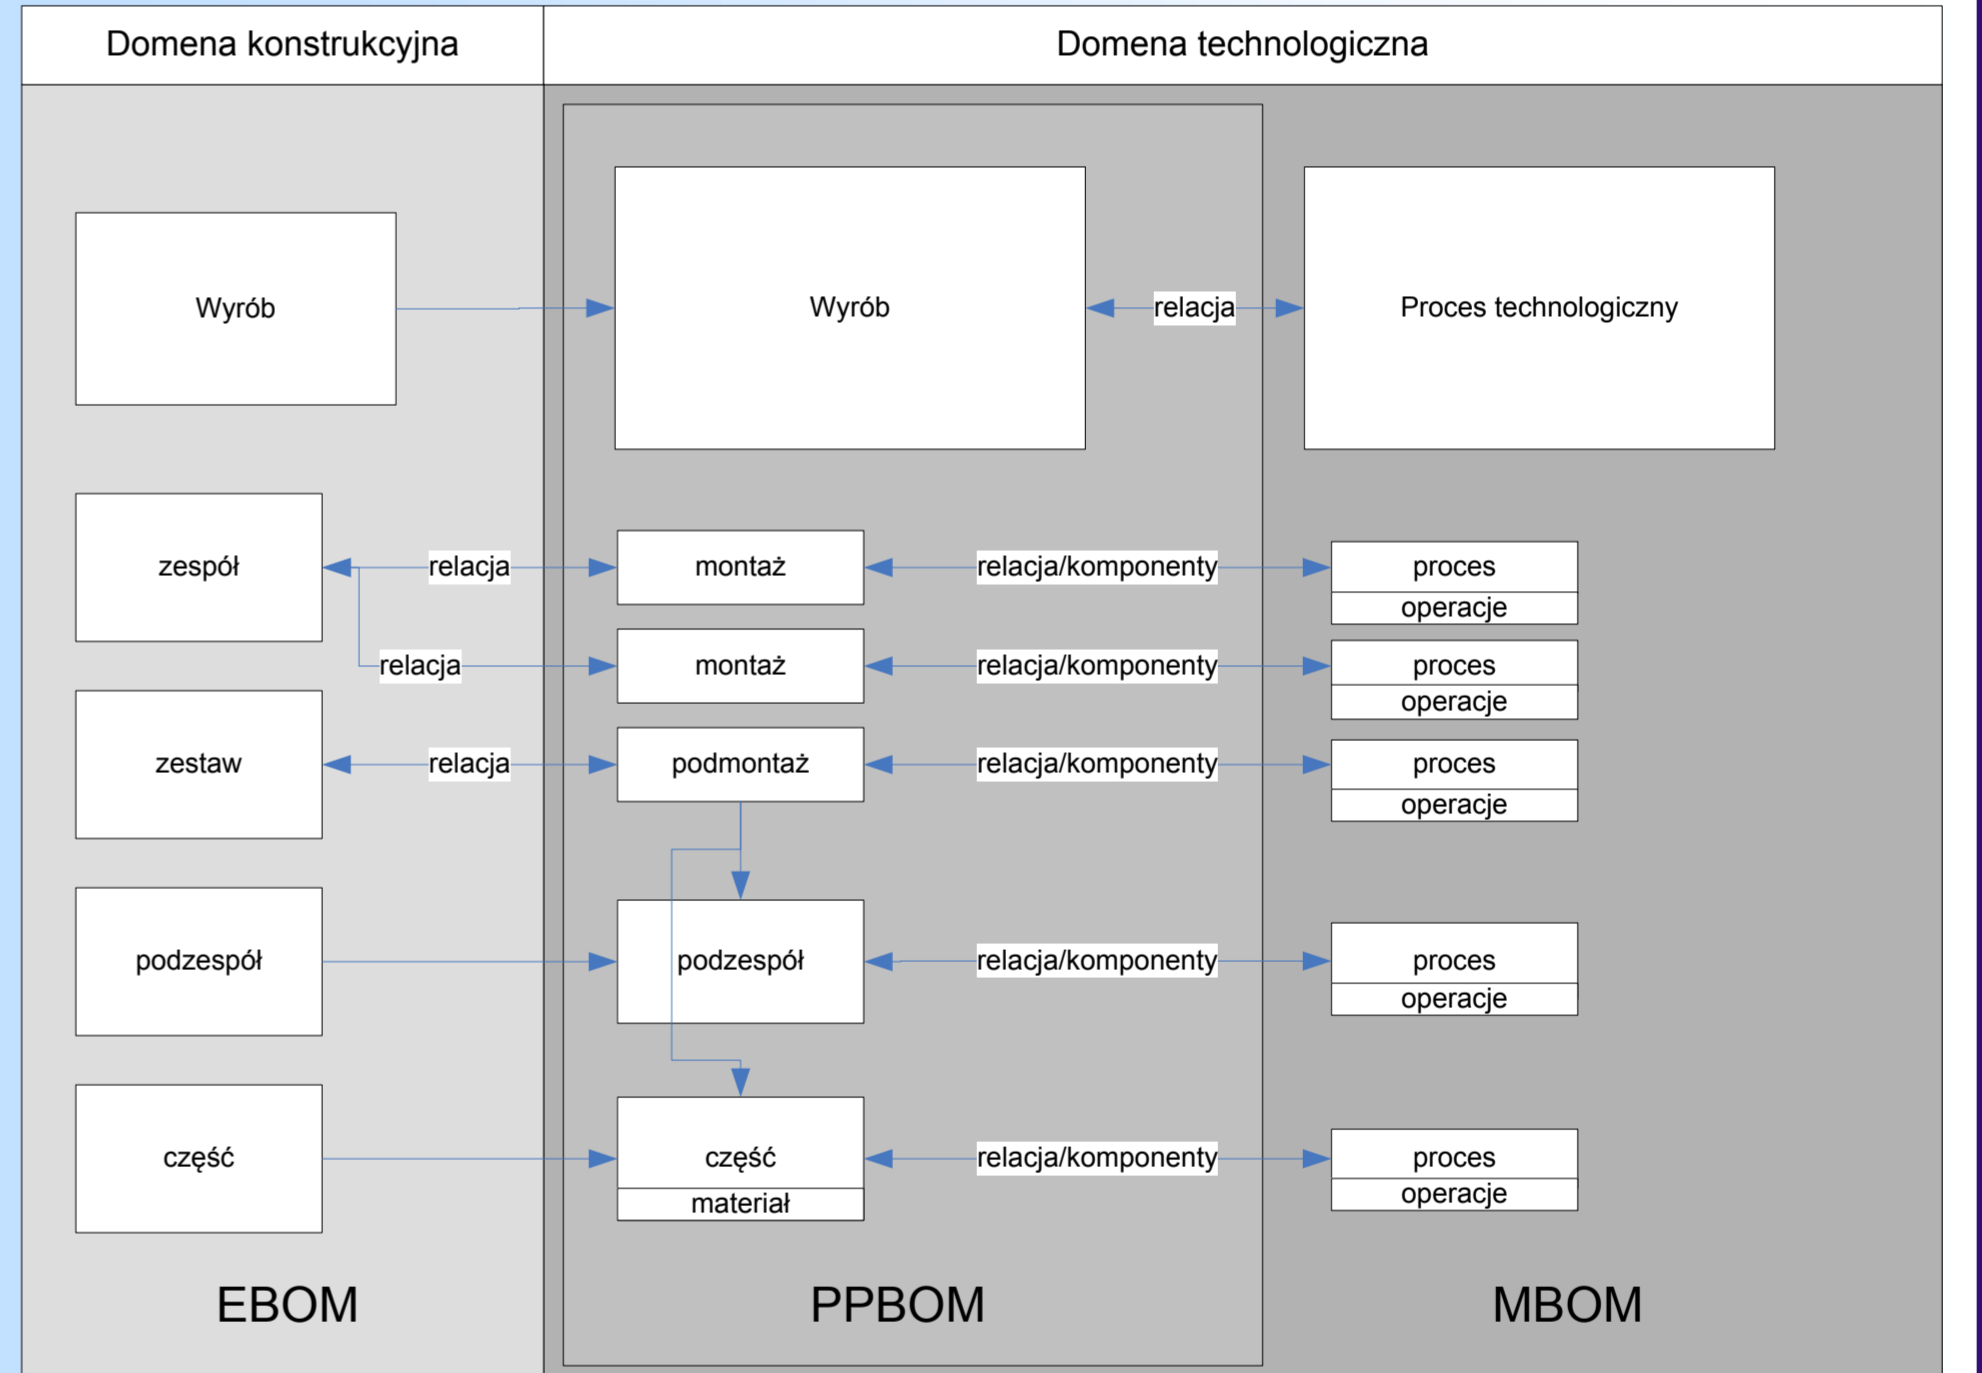 Domena konstrukcyjna
Domena technologiczna
Wyrób
Wyrób
relacja
Proces technologiczny
zespół
relacja
montaż
relacja/komponenty
proces
operacje
relacja
montaż
relacja/komponenty
proces
operacje
zestaw
relacja
podmontaż
relacja/komponenty
proces
operacje
podzespół
podzespół
relacja/komponenty
proces
operacje
część
część
relacja/komponenty
proces
materiał
operacje
EBOM
PPBOM
MBOM